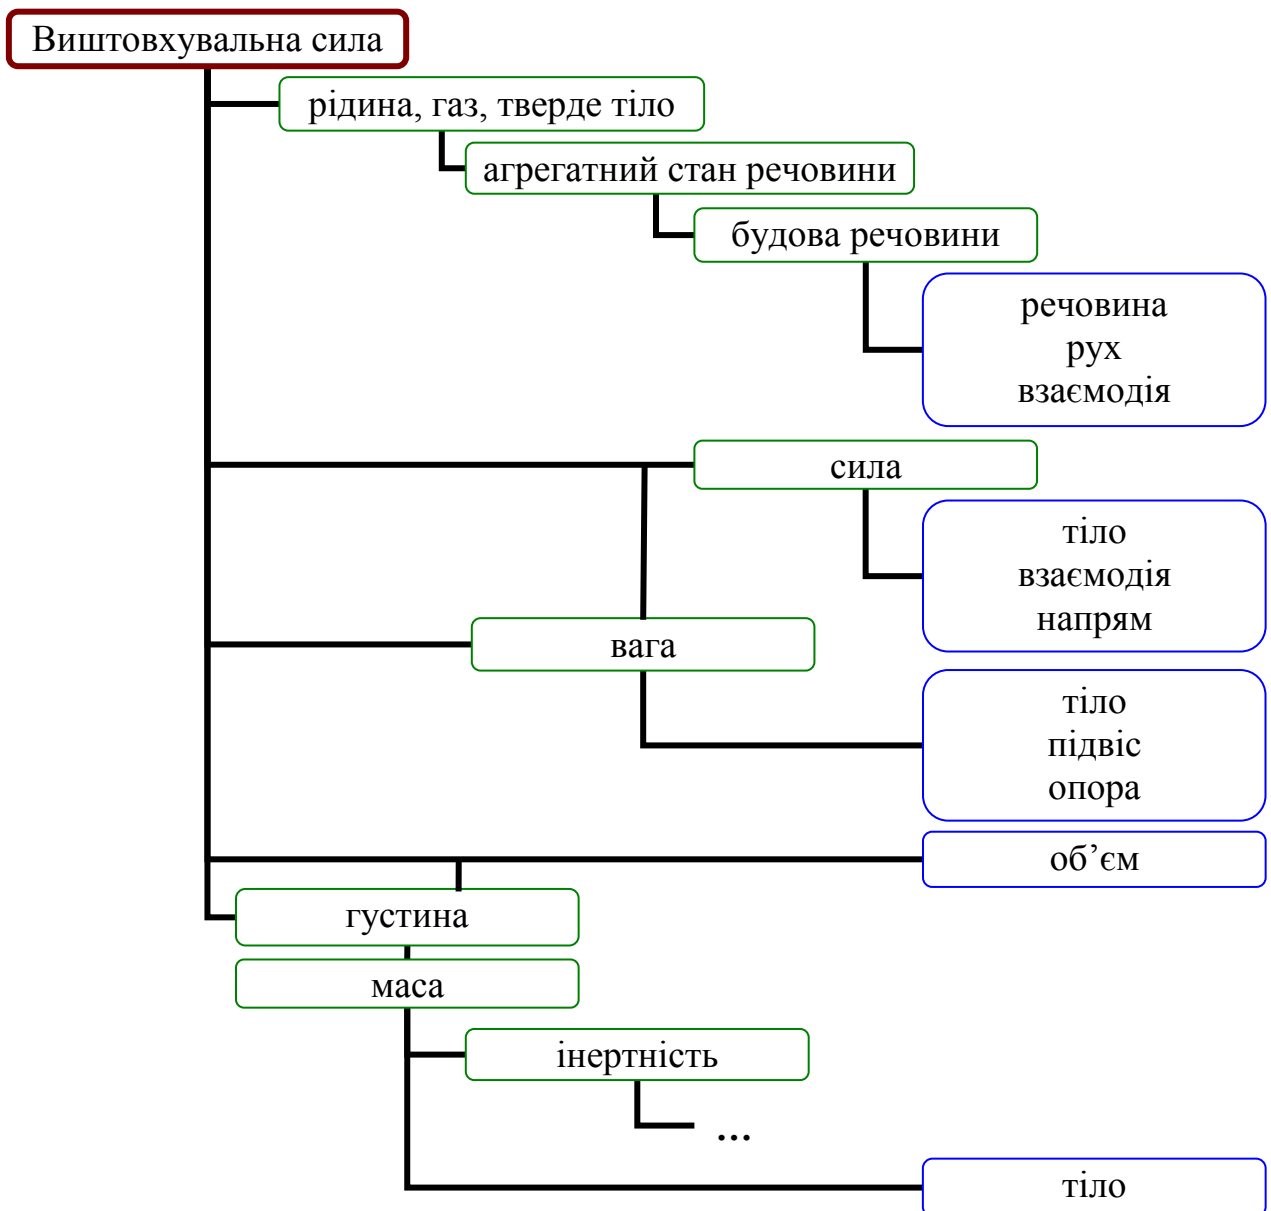 Виштовхувальна сила
рідина, газ, тверде тіло
агрегатний стан речовини
будова речовини
речовина
рух
взаємодія
сила
тіло
взаємодія
напрям
вага
тіло
підвіс
опора
об’єм
густина
маса
інертність
...
тіло